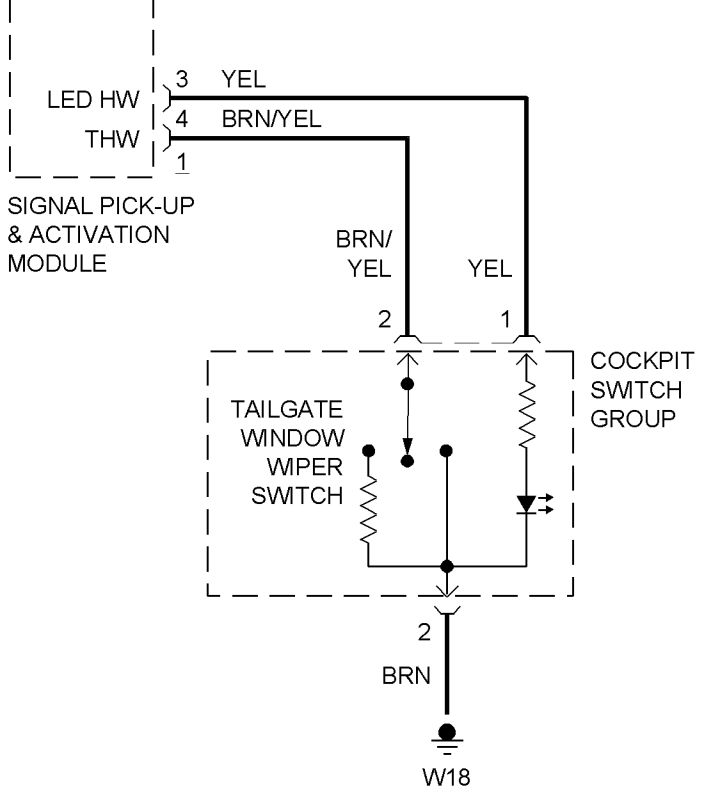 3 YEL
LED HW
4 BRN/YEL
THW
1
SIGNAL PICK-UP
& ACTIVATION
MODULE
BRN/
YEL
YEL
2
1
COCKPIT
SWITCH
GROUP
TAILGATE
WINDOW
WIPER
SWITCH
2
BRN
W18